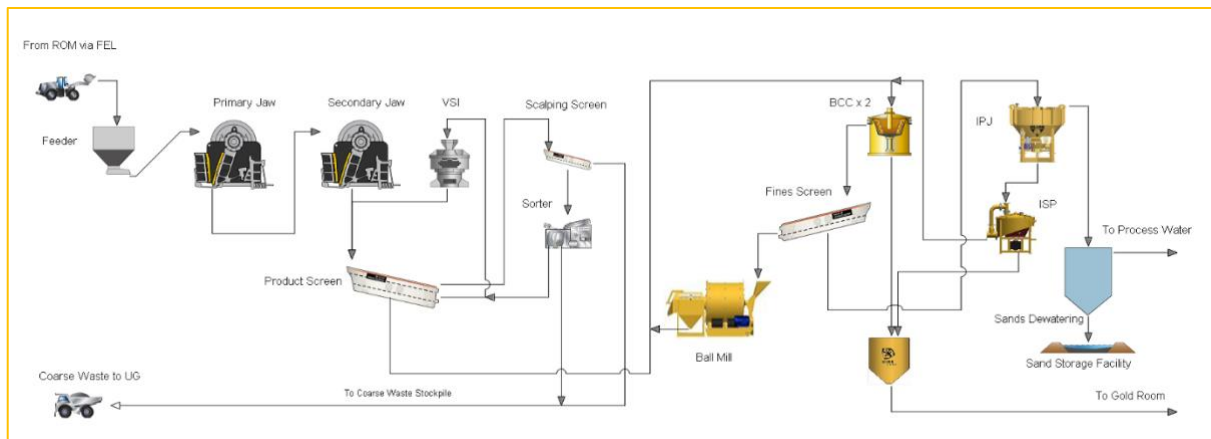 From ROM via FEL
Feeder
Primary Jaw
Secondary Jaw
VSI
Scalping Screen
Sorter
Product Screen
BCC x 2
Fines Screen
Ball Mill
IPJ
ISP
To Process Water
Sands Dewatering
Sand Storage Facility
To Gold Room
Coarse Waste to UG
To Coarse Waste Stockpile